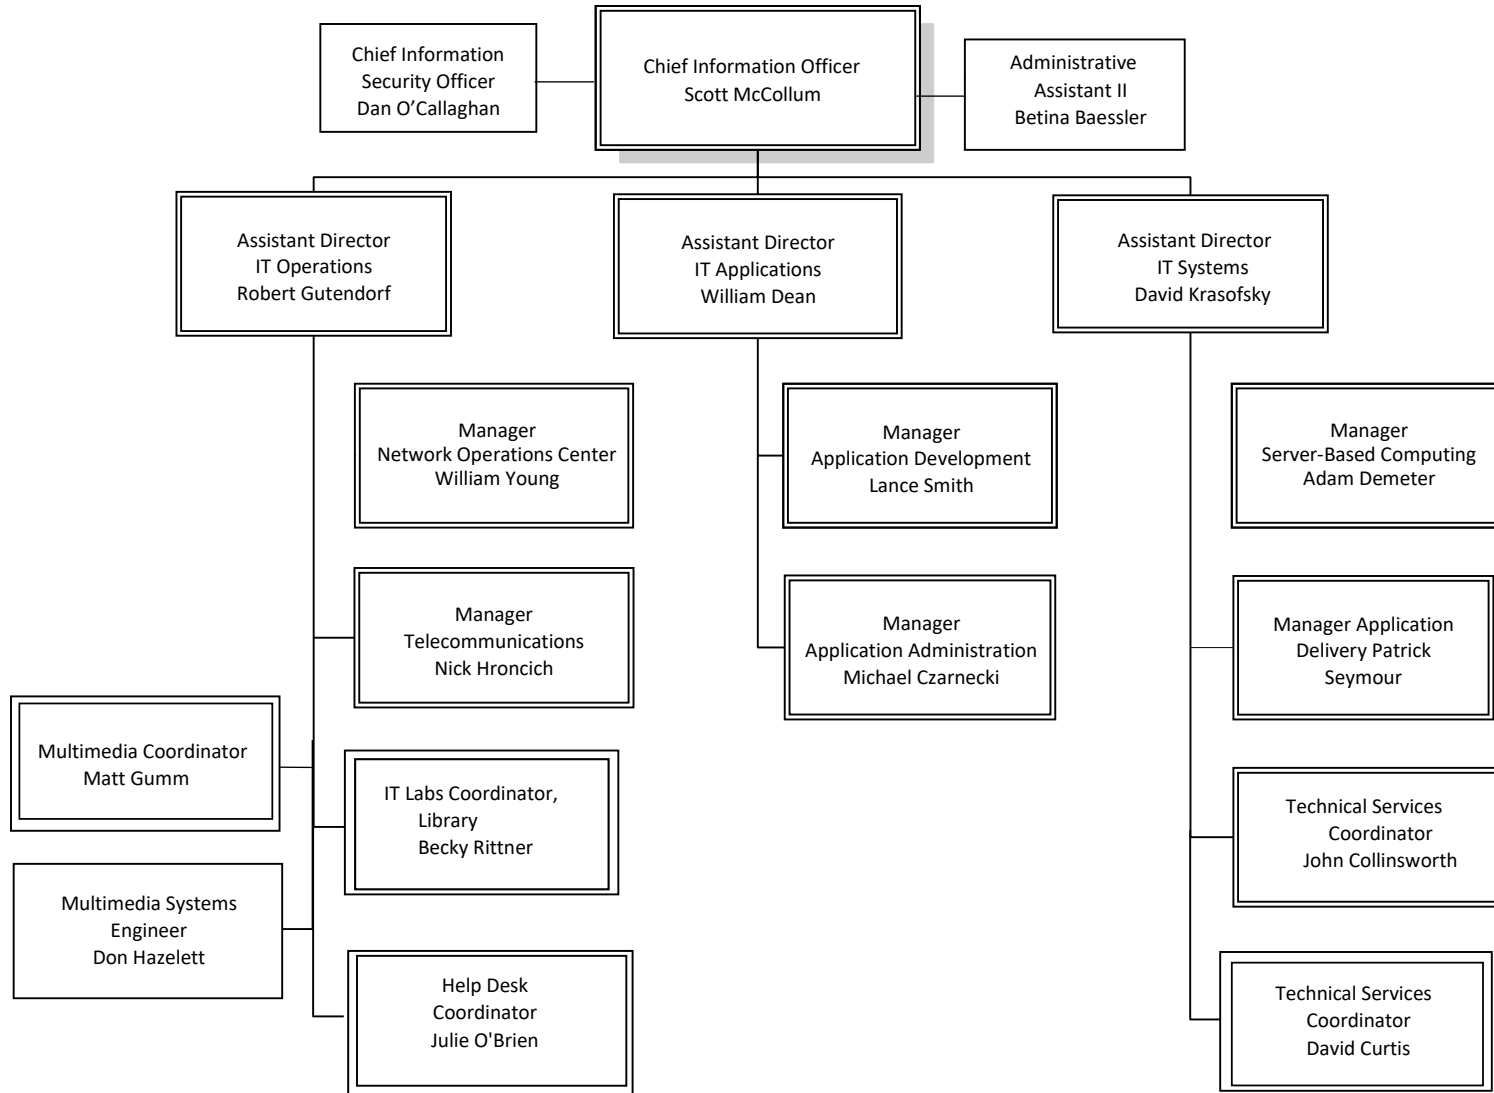 Chief Information
Security Officer
Dan O’Callaghan
Chief Information Officer
Scott McCollum
Administrative
Assistant II
Betina Baessler
Assistant Director
IT Operations
Robert Gutendorf
Assistant Director
IT Applications
William Dean
Assistant Director
IT Systems
David Krasofsky
Manager
Network Operations Center
William Young
Manager
Application Development
Lance Smith
Manager
Server-Based Computing
Adam Demeter
Manager
Telecommunications
Nick Hroncich
Manager
Application Administration
Michael Czarnecki
Manager Application
Delivery Patrick
Seymour
Multimedia Coordinator
Matt Gumm
IT Labs Coordinator,
Library
Becky Rittner
Technical Services
Coordinator
John Collinsworth
Multimedia Systems
Engineer
Don Hazelett
Help Desk
Coordinator
Julie O'Brien
Technical Services
Coordinator
David Curtis